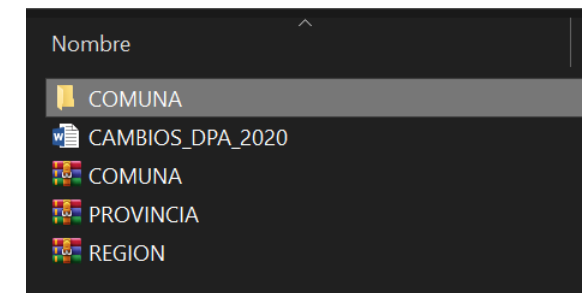 Nombre
COMUNA
CAMBIOS_DPA_2020
COMUNA
PROVINCIA
REGION